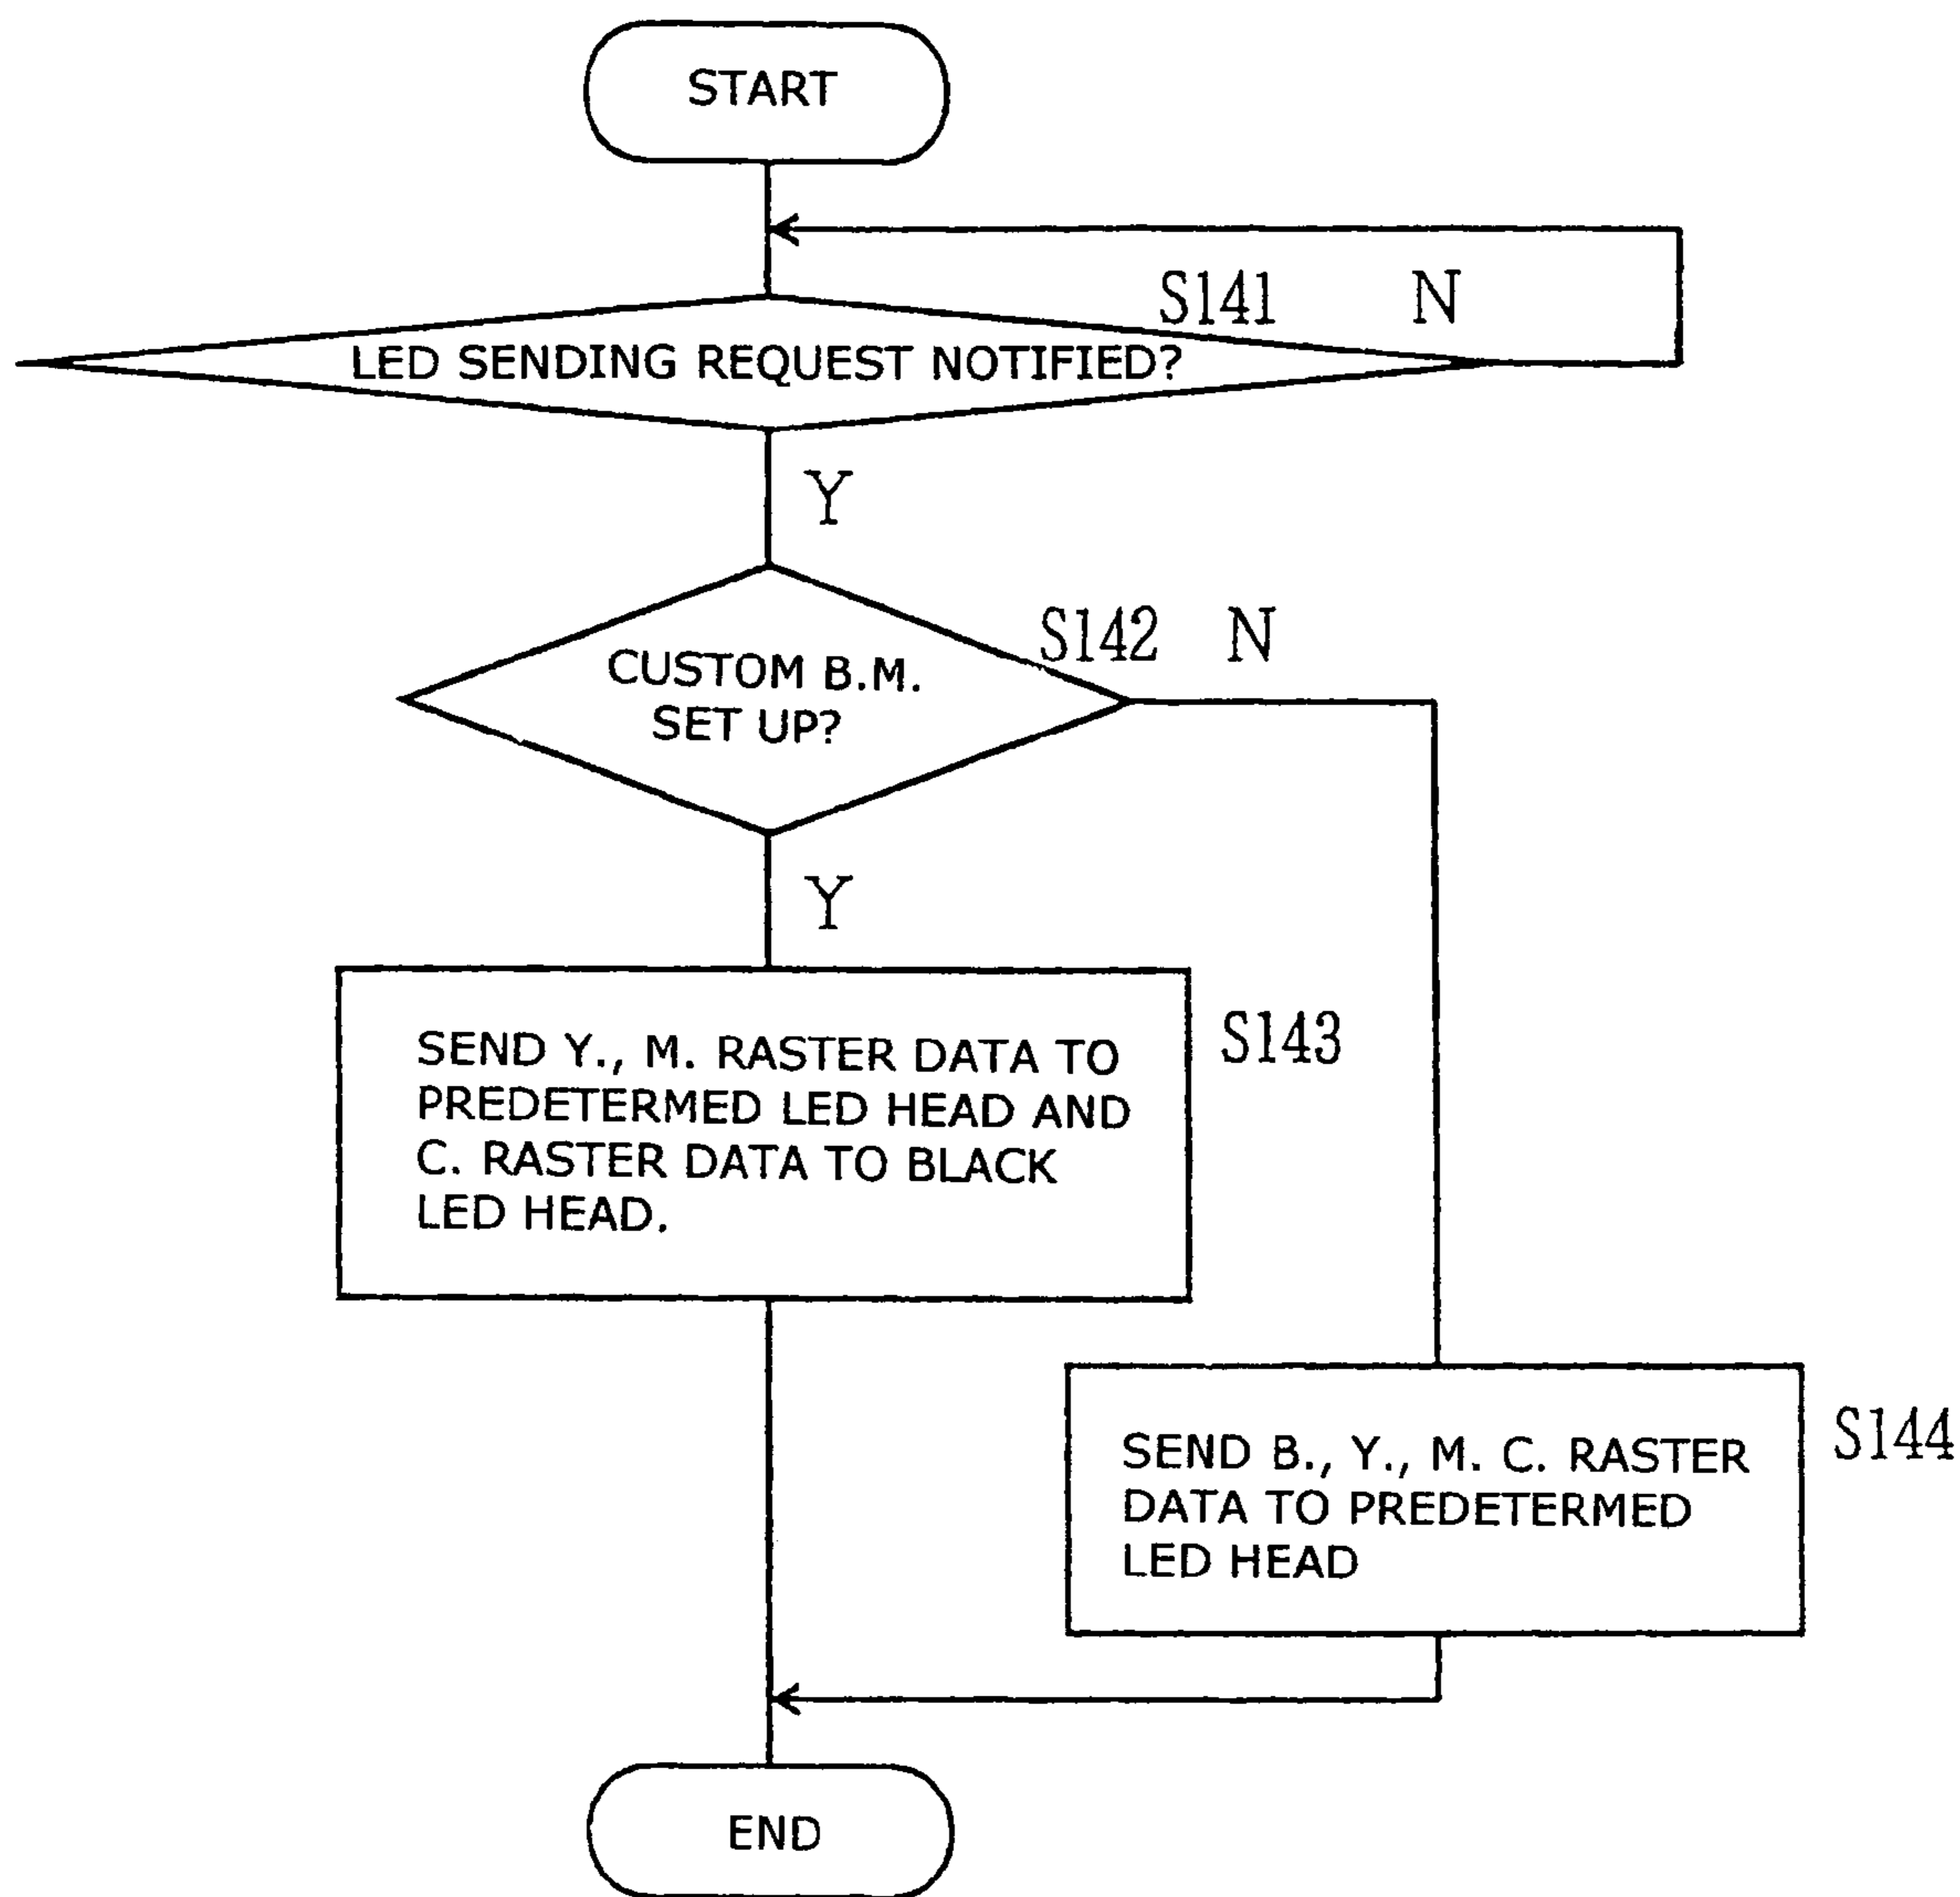 START
S141 N
LED SENDING REQUEST NOTIFIED?
Y
S142 N
CUSTOM B.M.
SET UP?
Y
SEND Y., M. RASTER DATA TO
PREDETERMED LED HEAD AND
C. RASTER DATA TO BLACK
LED HEAD.
S143
SEND B., Y., M. C. RASTER
DATA TO PREDETERMED
LED HEAD
S144
END